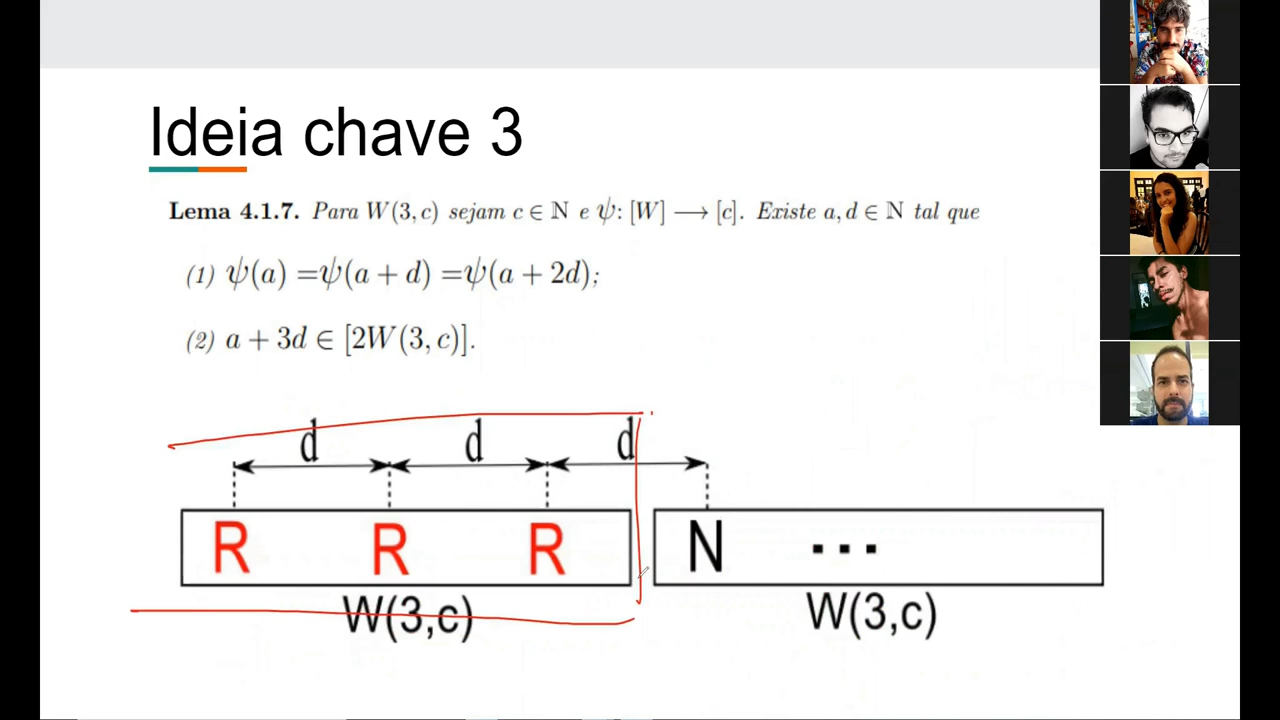 Ideia chave 3
Lema 4.1.7. Para W(3, c) sejam c ∈ N e ψ: [W] ⟶ [c]. Existe a, d ∈ N tal que
(1) ψ(a) =ψ(a + d) =ψ(a + 2d);
(2) a + 3d ∈ [2W(3, c)].
d d d
R R R N ...
W(3,c) W(3,c)